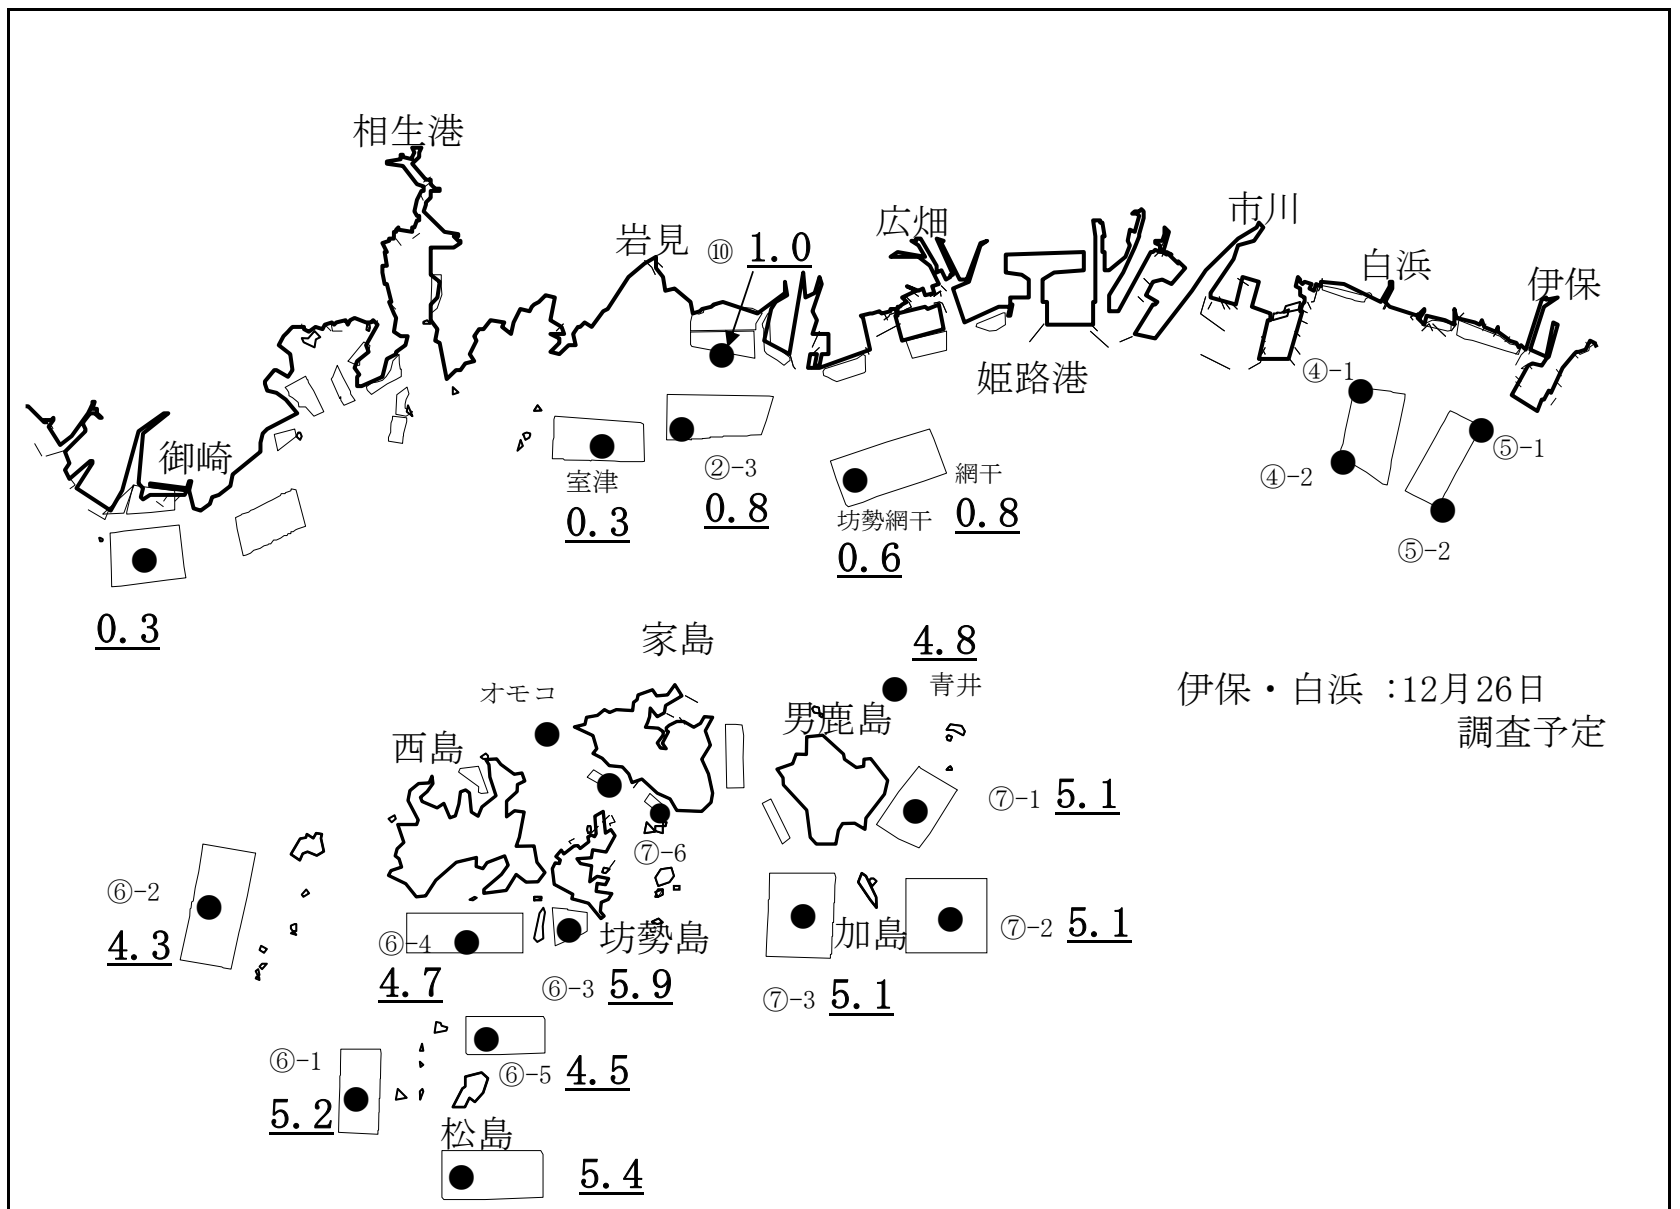 相生港
市川
広畑
岩見
⑩ 1.0
白浜
伊保
姫路港
④-1
⑤-1
御崎
②-3
網干
④-2
室津
0.8
0.8
0.3
坊勢網干
⑤-2
0.6
0.3
家島
4.8
オモコ
青井
伊保・白浜 :12月26日
調査予定
男鹿島
西島
⑦-1 5.1
⑦-6
⑥-2
4.3
⑥-4
坊勢島
加島
⑦-2 5.1
4.7
⑥-3 5.9
⑦-3 5.1
⑥-1
⑥-5 4.5
5.2
松島
5.4